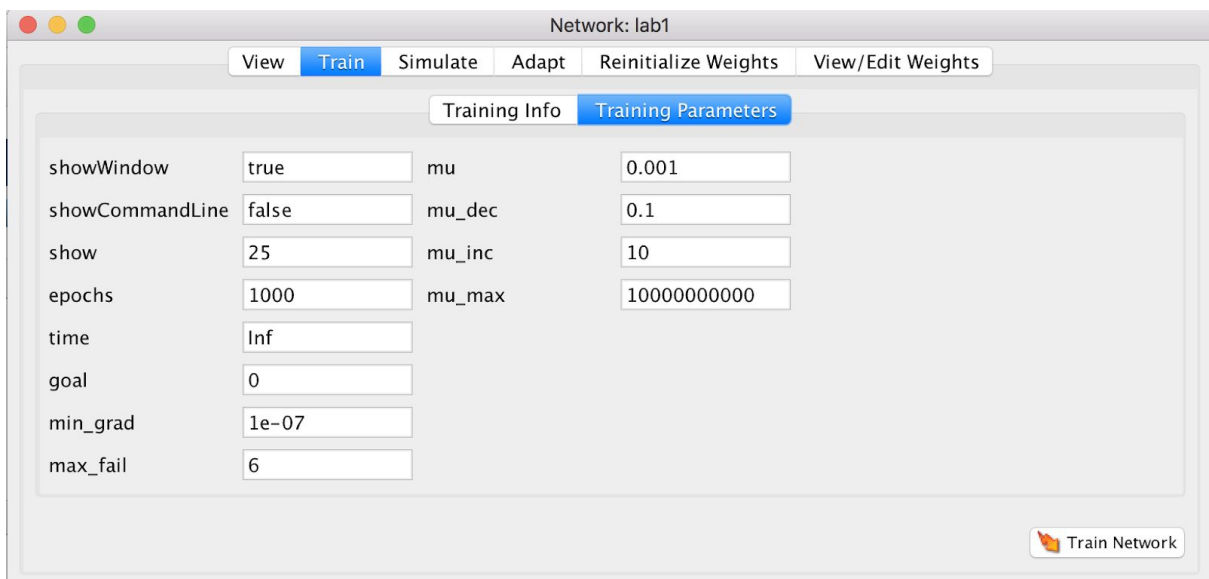 Network: lab1
View Train Simulate Adapt Reinitialize Weights View/Edit Weights
Training Info Training Parameters
showWindow true mu 0.001
showCommandLine false mu_dec 0.1
show 25 mu_inc 10
epochs 1000 mu_max 10000000000
time Inf
goal 0
min_grad 1e-07
max_fail 6
Train Network